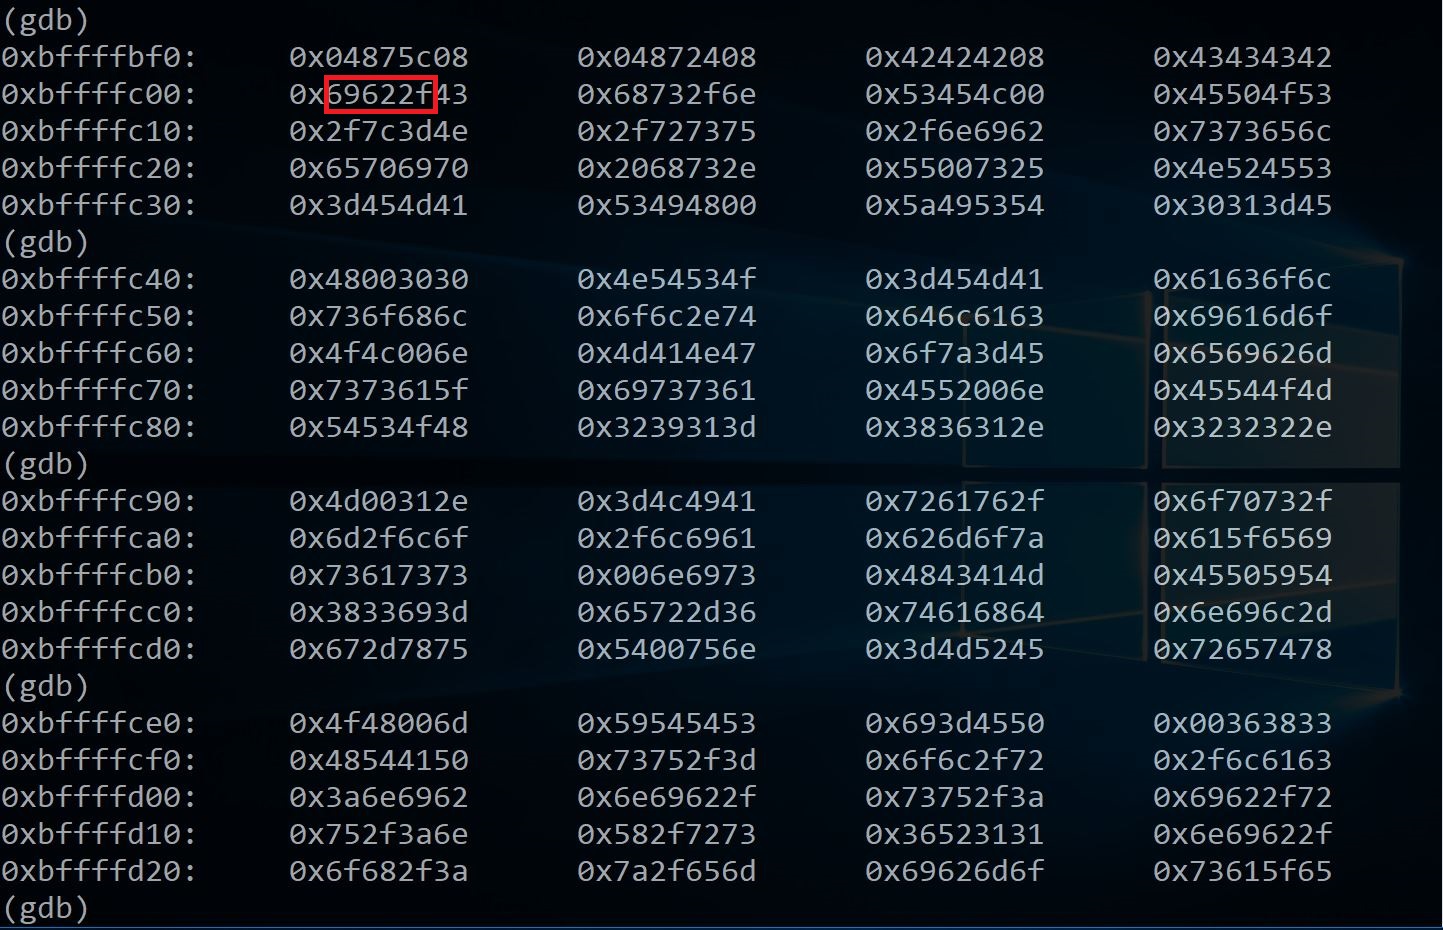 (gdb)
0xbffffbf0: 0x04875c08 0x04872408 0x42424208 0x43434342
0xbffffc00: 0x69622f43 0x68732f6e 0x53454c00 0x45504f53
0xbffffc10: 0x2f7c3d4e 0x2f727375 0x2f6e6962 0x7373656c
0xbffffc20: 0x65706970 0x2068732e 0x55007325 0x4e524553
0xbffffc30: 0x3d454d41 0x53494800 0x5a495354 0x30313d45
(gdb)
0xbffffc40: 0x48003030 0x4e54534f 0x3d454d41 0x61636f6c
0xbffffc50: 0x736f686c 0x6f6c2e74 0x646c6163 0x69616d6f
0xbffffc60: 0x4f4c006e 0x4d414e47 0x6f7a3d45 0x6569626d
0xbffffc70: 0x7373615f 0x69737361 0x4552006e 0x45544f4d
0xbffffc80: 0x54534f48 0x3239313d 0x3836312e 0x3232322e
(gdb)
0xbffffc90: 0x4d00312e 0x3d4c4941 0x7261762f 0x6f70732f
0xbffffca0: 0x6d2f6c6f 0x2f6c6961 0x626d6f7a 0x615f6569
0xbffffcb0: 0x73617373 0x006e6973 0x4843414d 0x45505954
0xbffffcc0: 0x3833693d 0x65722d36 0x74616864 0x6e696c2d
0xbffffcd0: 0x672d7875 0x5400756e 0x3d4d5245 0x72657478
(gdb)
0xbffffce0: 0x4f48006d 0x59545453 0x693d4550 0x00363833
0xbffffcf0: 0x48544150 0x73752f3d 0x6f6c2f72 0x2f6c6163
0xbffffd00: 0x3a6e6962 0x6e69622f 0x73752f3a 0x69622f72
0xbffffd10: 0x752f3a6e 0x582f7273 0x36523131 0x6e69622f
0xbffffd20: 0x6f682f3a 0x7a2f656d 0x69626d6f 0x73615f65
(gdb)